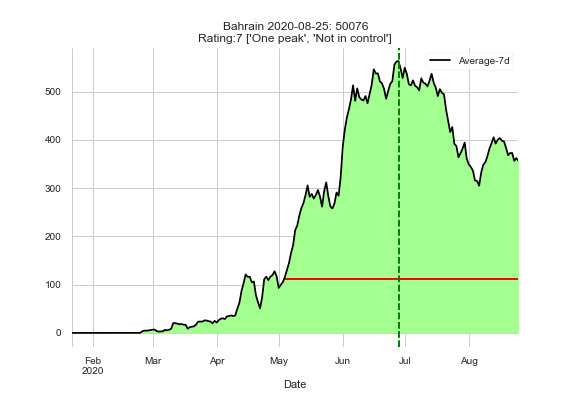 Bahrain 2020-08-25: 50076
Rating:7 ['One peak', 'Not in control']
Average-7d
500
400
300
200
100
0
Feb
2020
Mar
Apr
May
Jun
Jul
Aug
Date